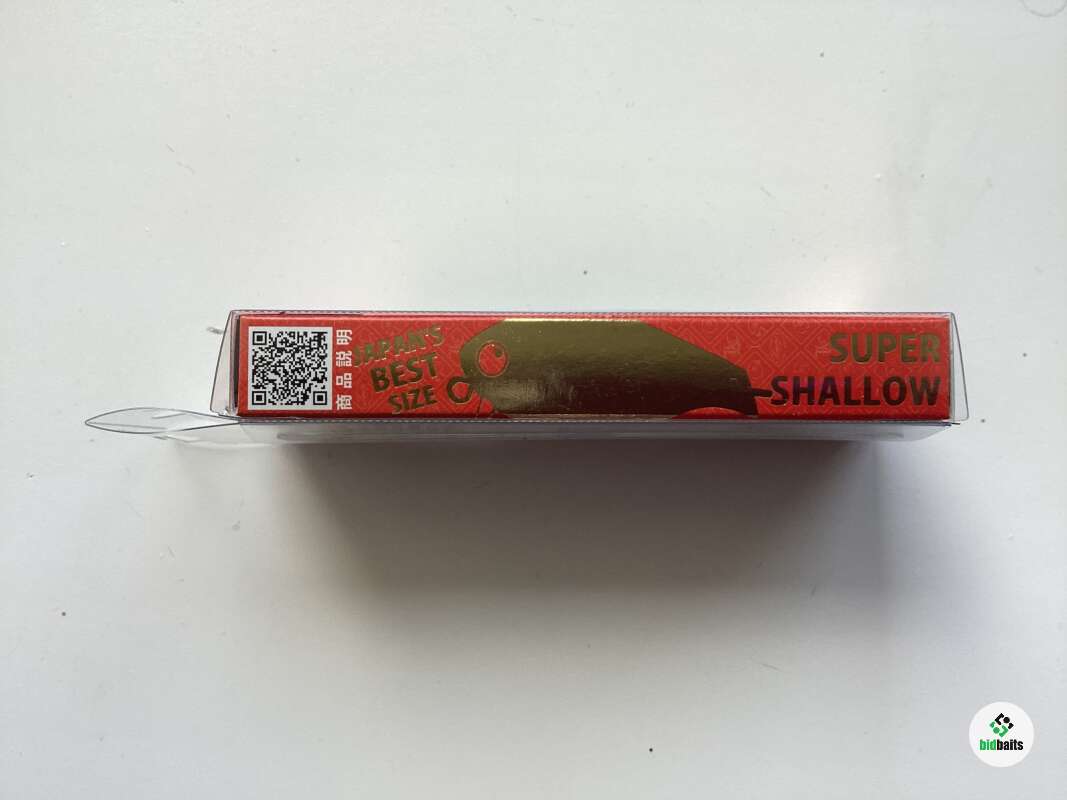 商品説明
JAPAN'S
BEST
SIZE
SUPER
SHALLOW
bidbaits